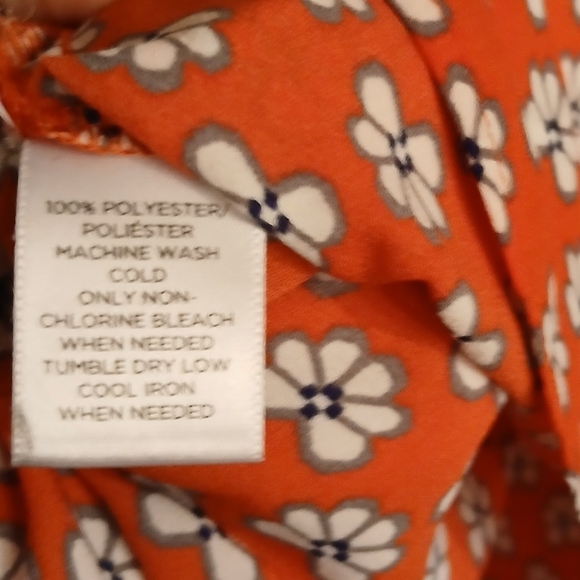 100% POLYESTER/
POLIÉSTER
MACHINE WASH
COLD
ONLY NON-
CHLORINE BLEACH
WHEN NEEDED
TUMBLE DRY LOW
COOL IRON
WHEN NEEDED